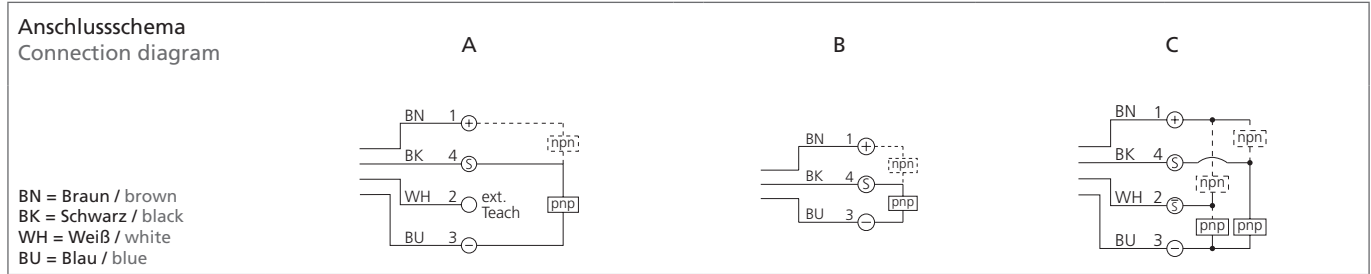 Anschlussschema
Connection diagram
A
BN 1 +
npn
BK 4 S
WH 2 ext.
Teach
pnp
BU 3 −
B
BN 1 +
npn
BK 4 S
pnp
BU 3 −
C
BN 1 +
npn
BK 4 S
npn
WH 2 S̅
pnp pnp
BU 3 −
BN = Braun / brown
BK = Schwarz / black
WH = Weiß / white
BU = Blau / blue